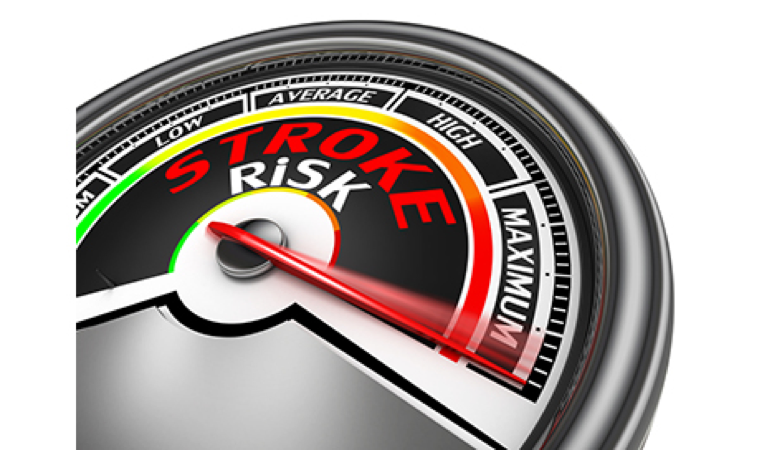 LOW
AVERAGE
HIGH
MAXIMUM
STROKE
RiSK